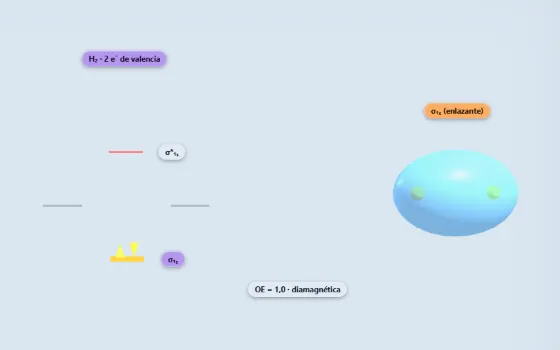 H₂ · 2 e⁻ de valencia
σ₁ₛ (enlazante)
σ*₁ₛ
σ₁ₛ
OE = 1,0 · diamagnética